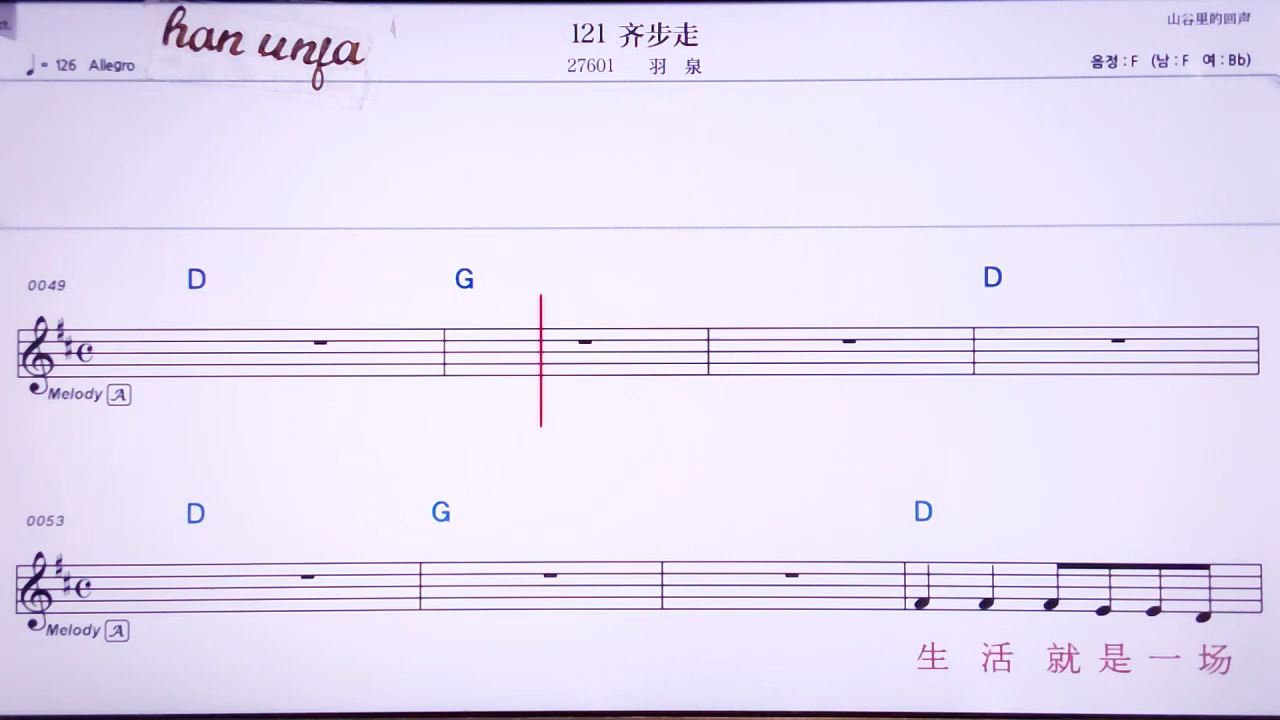 han unfa
121 齐步走
山谷里的回声
♩= 126 Allegro
27601 羽 泉
음정 : F (남 : F 여 : Bb)
0049 D G D
Melody A
0053 D G D
Melody A
生 活 就 是 一 场